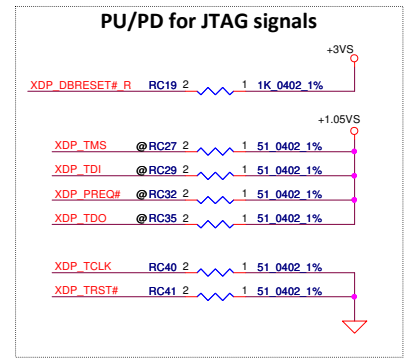 PU/PD for JTAG signals
+3VS
XDP_DBRESET#_R RC19 2 1 1K_0402_1%
+1.05VS
XDP_TMS @RC27 2 1 51_0402_1%
XDP_TDI @RC29 2 1 51_0402_1%
XDP_PREQ# @RC32 2 1 51_0402_1%
XDP_TDO @RC35 2 1 51_0402_1%
XDP_TCLK RC40 2 1 51_0402_1%
XDP_TRST# RC41 2 1 51_0402_1%